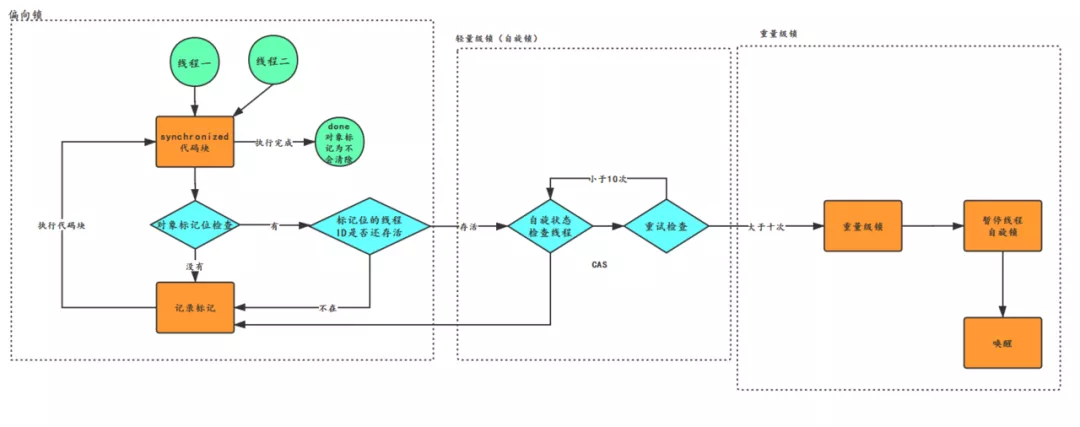 偏向锁
轻量级锁（自旋锁）
重量级锁
线程一
线程二
synchronized
代码块
执行完成
done
对象标
记为不
会清除
执行代码块
对象标记位检查
有
标记位的线程
ID是否还存活
存活
小于10次
自旋状态
检查线程
重试检查
大于十次
重量级锁
暂停线程
自旋锁
没有
CAS
记录标记
不在
唤醒